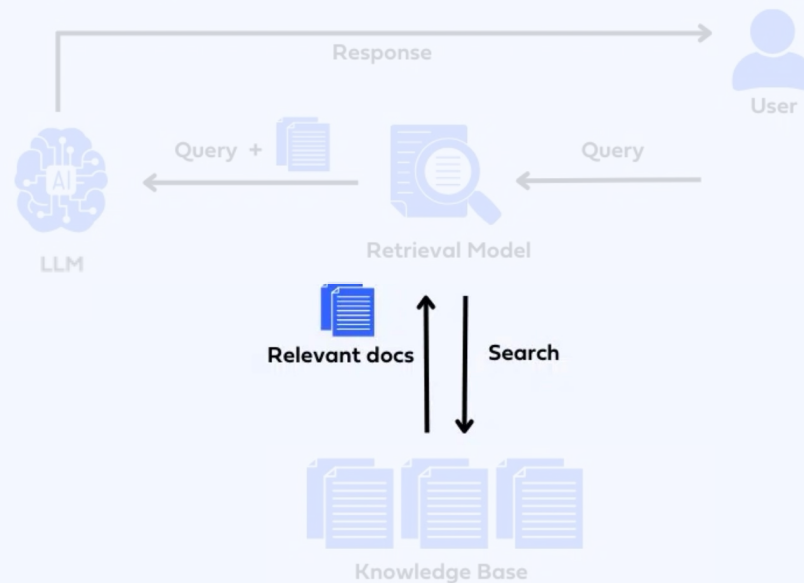 Response
User
Query +
Query
AI
LLM
Retrieval Model
Relevant docs
Search
Knowledge Base